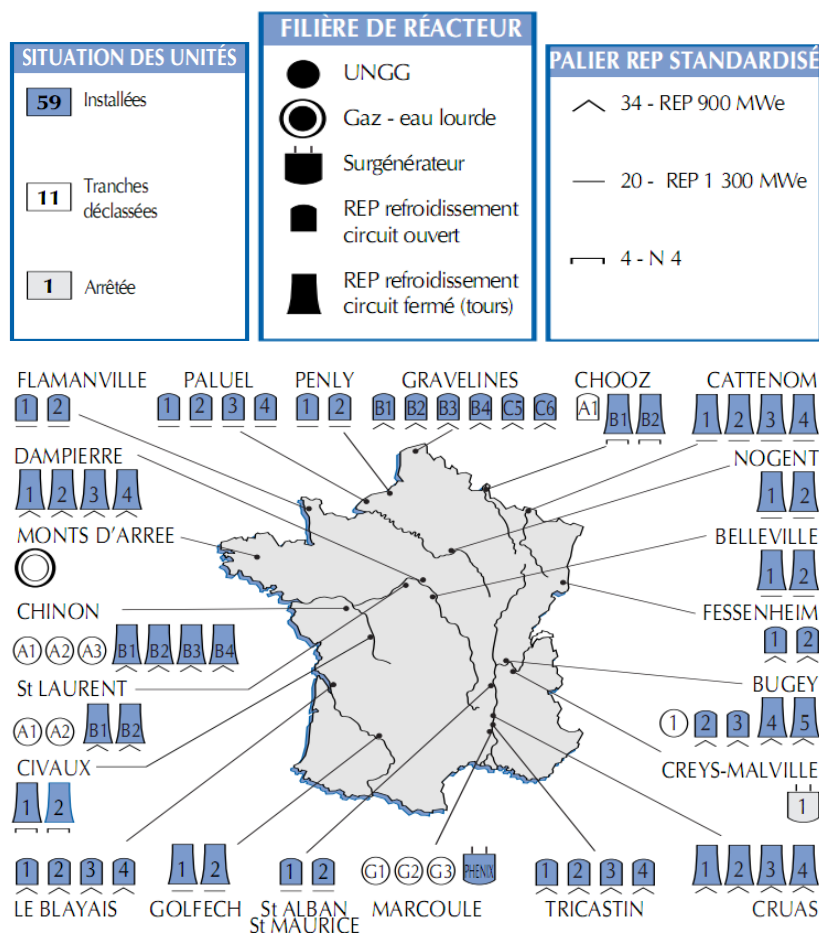 SITUATION DES UNITÉS
59 Installées
11 Tranches
déclassées
1 Arrêtée
FILIÈRE DE RÉACTEUR
UNGG
Gaz - eau lourde
Surgénérateur
REP refroidissement
circuit ouvert
REP refroidissement
circuit fermé (tours)
PALIER REP STANDARDISÉ
34 - REP 900 MWe
20 - REP 1 300 MWe
4 - N 4
FLAMANVILLE
1 2
PALUEL
1 2 3 4
PENLY
1 2
GRAVELINES
B1 B2 B3 B4 C5 C6
CHOOZ
A1 B1 B2
CATTENOM
1 2 3 4
DAMPIERRE
1 2 3 4
NOGENT
1 2
MONTS D'ARREE
BELLEVILLE
1 2
CHINON
A1 A2 A3 B1 B2 B3 B4
FESSENHEIM
1 2
St LAURENT
A1 A2 B1 B2
BUGEY
1 2 3 4 5
CIVAUX
1 2
CREYS-MALVILLE
1
1 2 3 4
LE BLAYAIS
1 2
GOLFECH
1 2
St ALBAN
St MAURICE
G1 G2 G3 PHENIX
MARCOULE
1 2 3 4
TRICASTIN
1 2 3 4
CRUAS